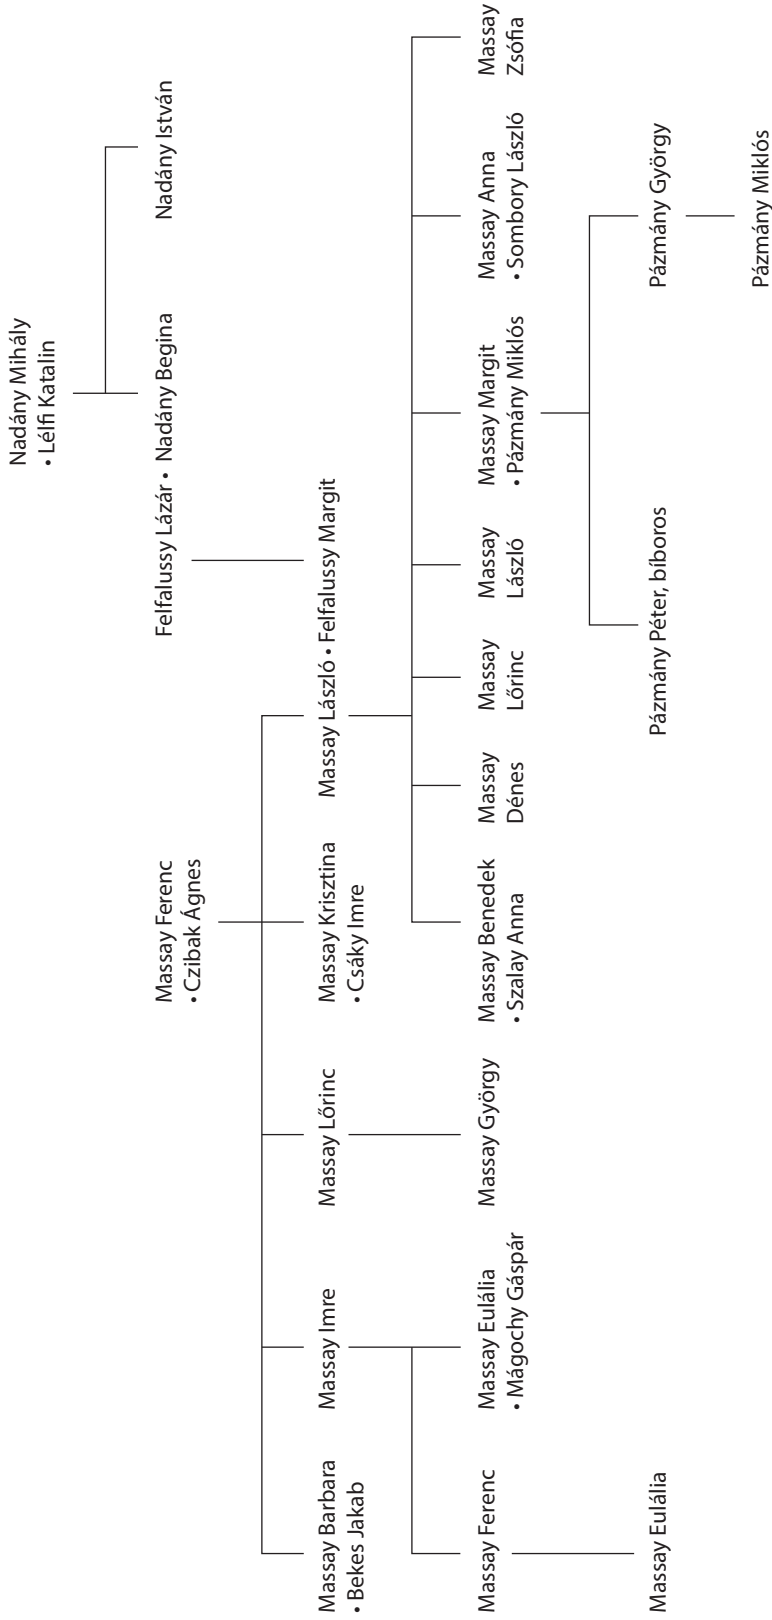 Nadány Mihály
• Lélfi Katalin
Massay Ferenc
• Czibak Ágnes
Felfalussy Lázár • Nadány Begina
Nadány István
Massay Barbara
• Bekes Jakab
Massay Imre
Massay Lőrinc
Massay Krisztina
• Csáky Imre
Massay László • Felfalussy Margit
Massay Ferenc
Massay Eulália
• Mágochy Gáspár
Massay György
Massay Benedek
• Szalay Anna
Massay
Dénes
Massay
Lőrinc
Massay
László
Massay Margit
• Pázmány Miklós
Massay Anna
• Sombory László
Massay
Zsófia
Massay Eulália
Pázmány Péter, bíboros
Pázmány György
Pázmány Miklós